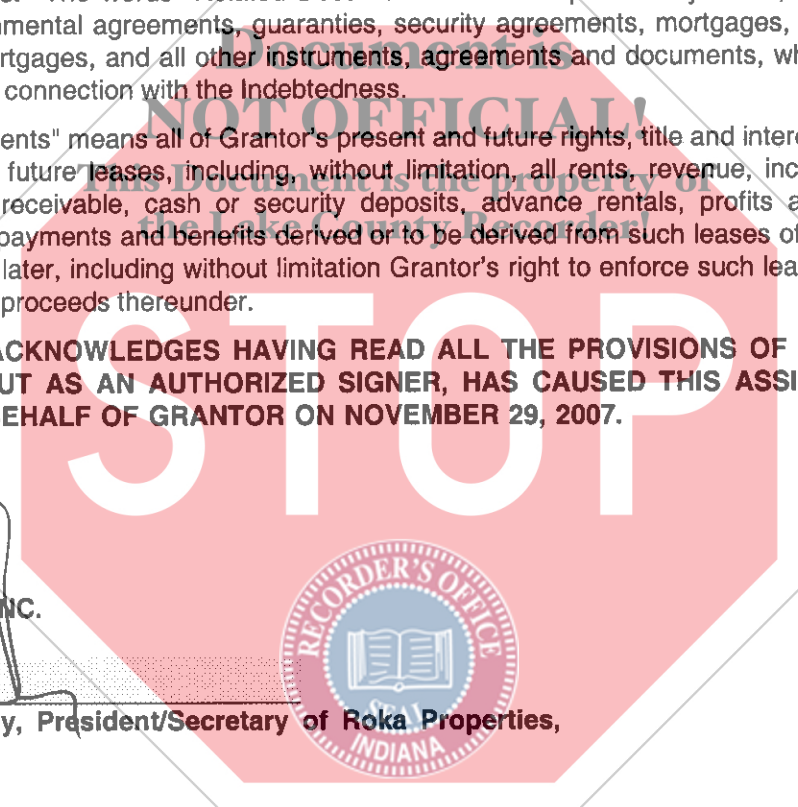 nmental agreements, guaranties, security agreements, mortgages,
Document is
rtgages, and all other instruments, agreements and documents, wh
connection with the Indebtedness.
NOT OFFICIAL!
ents" means all of Grantor's present and future rights, title and intere
future leases, including, without limitation, all rents, revenue, inc
This Document is the property of
receivable, cash or security deposits, advance rentals, profits a
the Lake County Recorder!
payments and benefits derived or to be derived from such leases of
later, including without limitation Grantor's right to enforce such lea
proceeds thereunder.
STOP
ACKNOWLEDGES HAVING READ ALL THE PROVISIONS OF
UT AS AN AUTHORIZED SIGNER, HAS CAUSED THIS ASSI
EHALF OF GRANTOR ON NOVEMBER 29, 2007.
RECORDER'S OFFICE
NC.
SEAL
y, President/Secretary of Roka Properties,
INDIANA